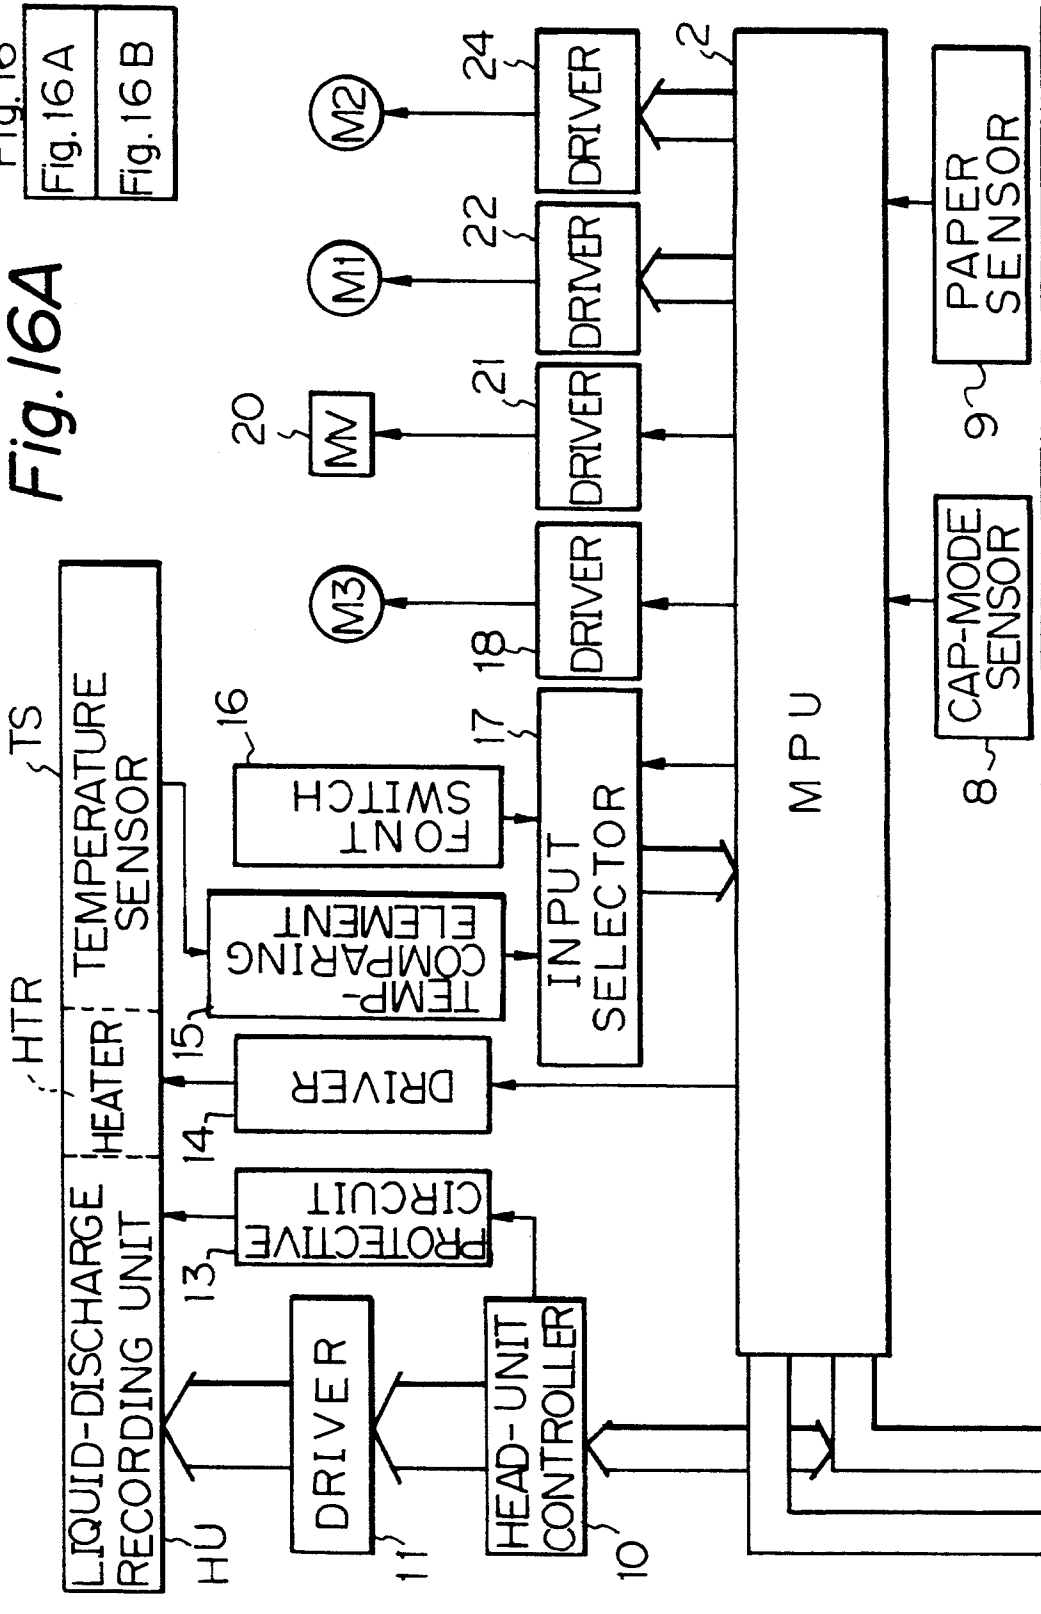 Fig. 16
Fig. 16A
Fig. 16B
Fig. 16A
LIQUID-DISCHARGE
RECORDING UNIT
HU
HEATER
HTR
TEMPERATURE
SENSOR
TS
DRIVER
11
PROTECTIVE
CIRCUIT
13
DRIVER
14
TEMP-
COMPARING
ELEMENT
15
FONT
SWITCH
16
M3
MV
20
M1
M2
HEAD-UNIT
CONTROLLER
10
INPUT
SELECTOR
17
DRIVER
18
DRIVER
21
DRIVER
22
DRIVER
24
MPU
2
CAP-MODE
SENSOR
8
PAPER
SENSOR
9